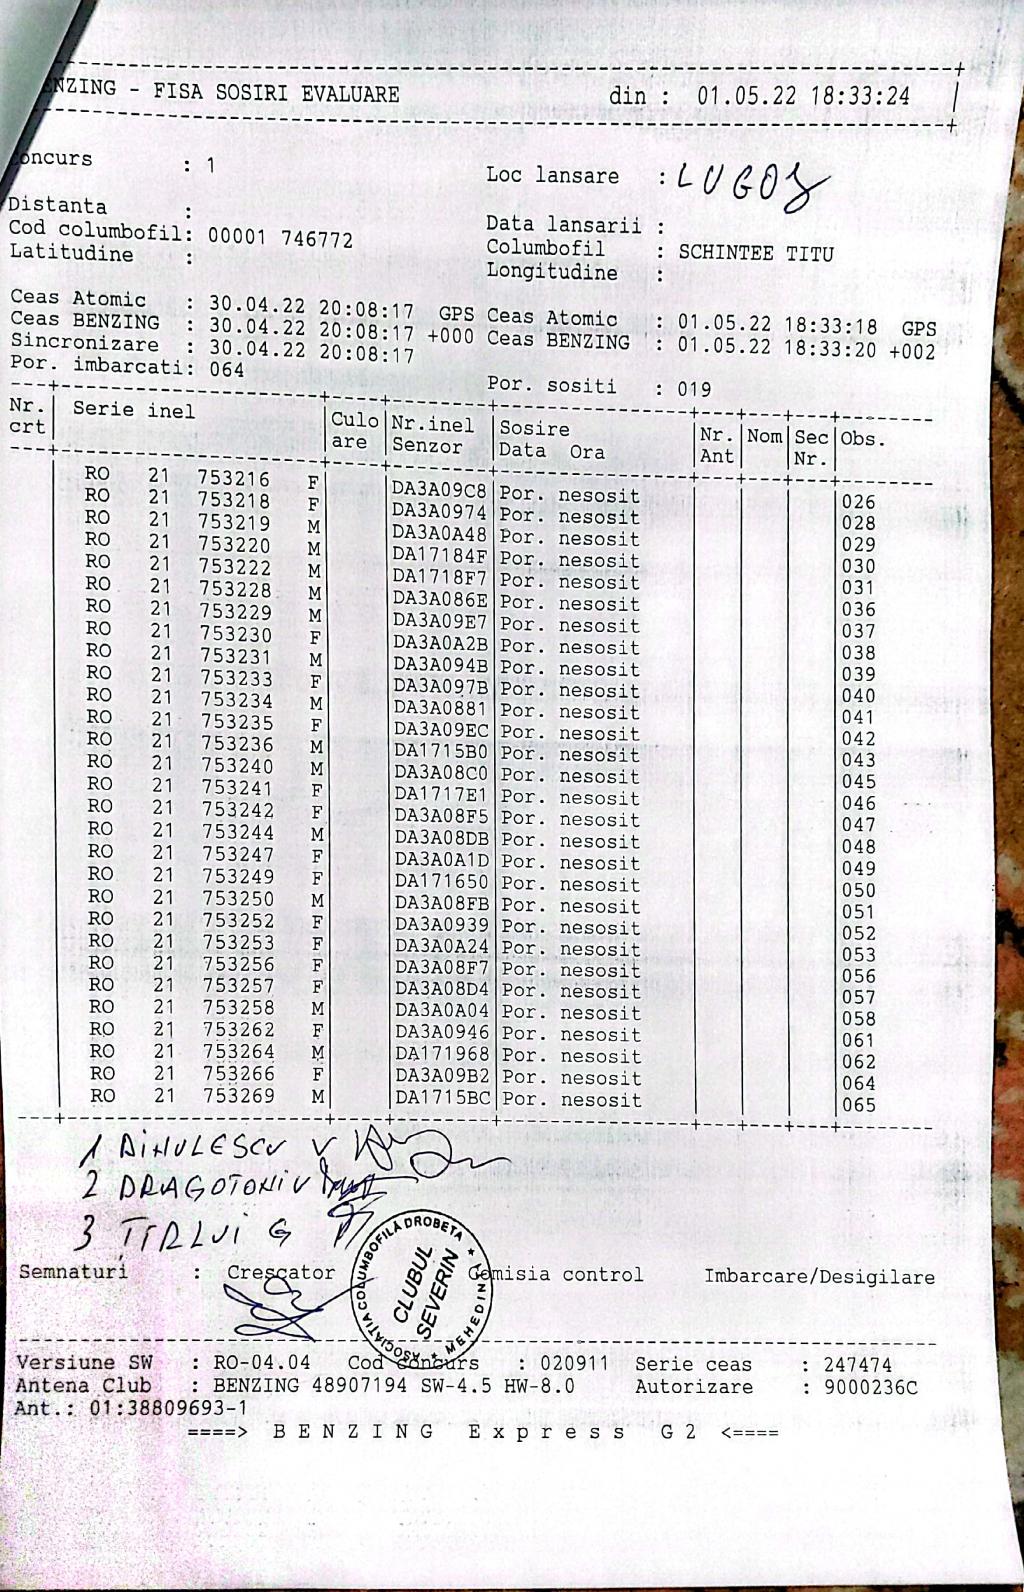 NZING - FISA SOSIRI EVALUARE din : 01.05.22 18:33:24
oncurs : 1 Loc lansare : LUGOJ
Distanta : Data lansarii :
Cod columbofil: 00001 746772 Columbofil : SCHINTEE TITU
Latitudine : Longitudine :
Ceas Atomic : 30.04.22 20:08:17 GPS Ceas Atomic : 01.05.22 18:33:18 GPS
Ceas BENZING : 30.04.22 20:08:17 +000 Ceas BENZING : 01.05.22 18:33:20 +002
Sincronizare : 30.04.22 20:08:17
Por. imbarcati: 064 Por. sositi : 019
Nr. Serie inel Culo Nr.inel Sosire Nr. Nom Sec Obs.
crt are Senzor Data Ora Ant Nr.
RO 21 753216 F DA3A09C8 Por. nesosit 026
RO 21 753218 F DA3A0974 Por. nesosit 028
RO 21 753219 M DA3A0A48 Por. nesosit 029
RO 21 753220 M DA17184F Por. nesosit 030
RO 21 753222 M DA1718F7 Por. nesosit 031
RO 21 753228 M DA3A086E Por. nesosit 036
RO 21 753229 M DA3A09E7 Por. nesosit 037
RO 21 753230 F DA3A0A2B Por. nesosit 038
RO 21 753231 M DA3A094B Por. nesosit 039
RO 21 753233 F DA3A097B Por. nesosit 040
RO 21 753234 M DA3A0881 Por. nesosit 041
RO 21 753235 F DA3A09EC Por. nesosit 042
RO 21 753236 M DA1715B0 Por. nesosit 043
RO 21 753240 M DA3A08C0 Por. nesosit 045
RO 21 753241 F DA1717E1 Por. nesosit 046
RO 21 753242 F DA3A08F5 Por. nesosit 047
RO 21 753244 M DA3A08DB Por. nesosit 048
RO 21 753247 F DA3A0A1D Por. nesosit 049
RO 21 753249 F DA171650 Por. nesosit 050
RO 21 753250 M DA3A08FB Por. nesosit 051
RO 21 753252 F DA3A0939 Por. nesosit 052
RO 21 753253 F DA3A0A24 Por. nesosit 053
RO 21 753256 F DA3A08F7 Por. nesosit 056
RO 21 753257 F DA3A08D4 Por. nesosit 057
RO 21 753258 M DA3A0A04 Por. nesosit 058
RO 21 753262 F DA3A0946 Por. nesosit 061
RO 21 753264 M DA171968 Por. nesosit 062
RO 21 753266 F DA3A09B2 Por. nesosit 064
RO 21 753269 M DA1715BC Por. nesosit 065
1 DIHULESCU V
2 DRAGOTONIU
3 ȚIRLUI G
ASOCIAȚIA COLUMBOFILĂ DROBETA * MEHEDINȚI *
CLUBUL
SEVERIN
Semnaturi : Crescator Comisia control Imbarcare/Desigilare
Versiune SW : RO-04.04 Cod concurs : 020911 Serie ceas : 247474
Antena Club : BENZING 48907194 SW-4.5 HW-8.0 Autorizare : 9000236C
Ant.: 01:38809693-1
====> B E N Z I N G E x p r e s s G 2 <====